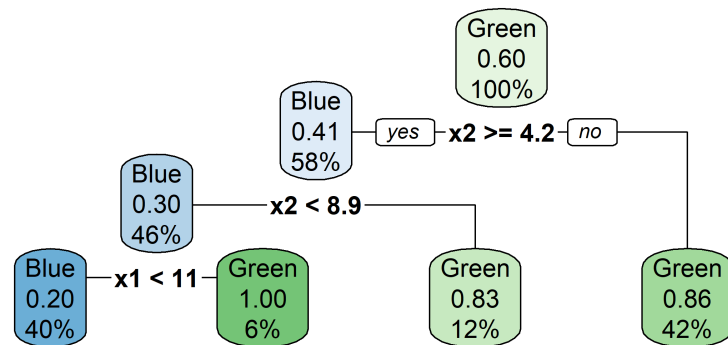 Green
0.60
100%
Blue
0.41
58%
yes x2 >= 4.2 no
Blue
0.30
46%
x2 < 8.9
Blue
0.20
40%
x1 < 11
Green
1.00
6%
Green
0.83
12%
Green
0.86
42%